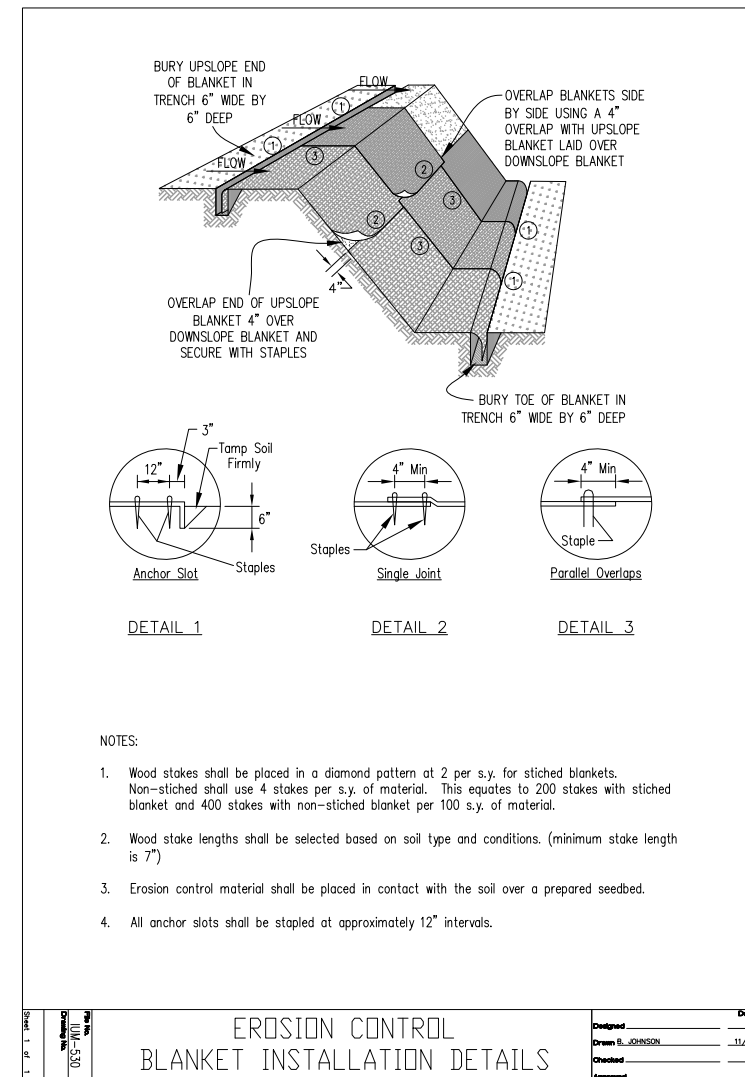 BURY UPSLOPE END
OF BLANKET IN
TRENCH 6" WIDE BY
6" DEEP
FLOW
FLOW
FLOW
1
1
3
2
3
2
3
1
1
OVERLAP BLANKETS SIDE
BY SIDE USING A 4"
OVERLAP WITH UPSLOPE
BLANKET LAID OVER
DOWNSLOPE BLANKET
4"
OVERLAP END OF UPSLOPE
BLANKET 4" OVER
DOWNSLOPE BLANKET AND
SECURE WITH STAPLES
BURY TOE OF BLANKET IN
TRENCH 6" WIDE BY 6" DEEP
3"
Tamp Soil
Firmly
12"
6"
Staples
Anchor Slot
DETAIL 1
4" Min
Staples
Single Joint
DETAIL 2
4" Min
Staple
Parallel Overlaps
DETAIL 3
NOTES:
1. Wood stakes shall be placed in a diamond pattern at 2 per s.y. for stiched blankets.
Non-stiched shall use 4 stakes per s.y. of material. This equates to 200 stakes with stiched
blanket and 400 stakes with non-stiched blanket per 100 s.y. of material.
2. Wood stake lengths shall be selected based on soil type and conditions. (minimum stake length
is 7")
3. Erosion control material shall be placed in contact with the soil over a prepared seedbed.
4. All anchor slots shall be stapled at approximately 12" intervals.
Sheet 1 of 1
Drawing No.
IUM-530
File No.
EROSION CONTROL
BLANKET INSTALLATION DETAILS
Designed
Drawn B. JOHNSON 11/
Checked
Approved